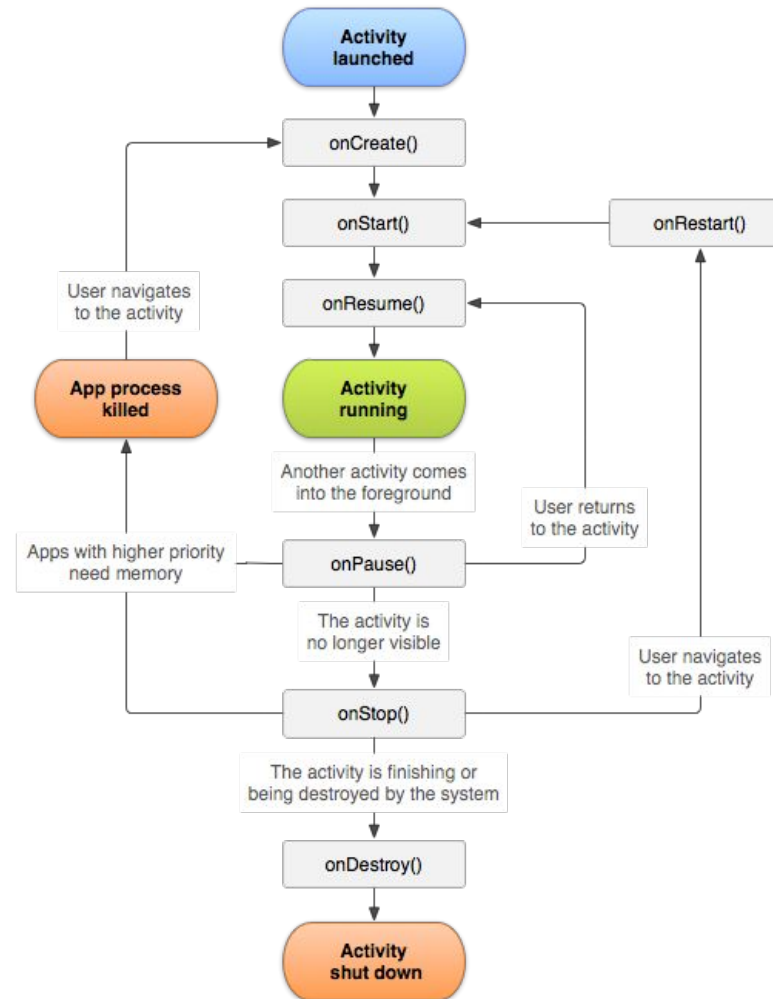 Activity
launched
onCreate()
onStart()
onRestart()
User navigates
to the activity
onResume()
App process
killed
Activity
running
Another activity comes
into the foreground
User returns
to the activity
Apps with higher priority
need memory
onPause()
The activity is
no longer visible
User navigates
to the activity
onStop()
The activity is finishing or
being destroyed by the system
onDestroy()
Activity
shut down